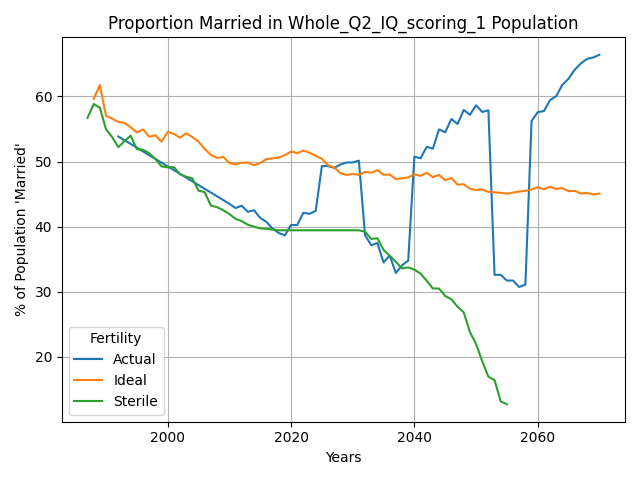 Proportion Married in Whole_Q2_IQ_scoring_1 Population
% of Population 'Married'
60
50
40
30
20
Fertility
Actual
Ideal
Sterile
2000 2020 2040 2060
Years